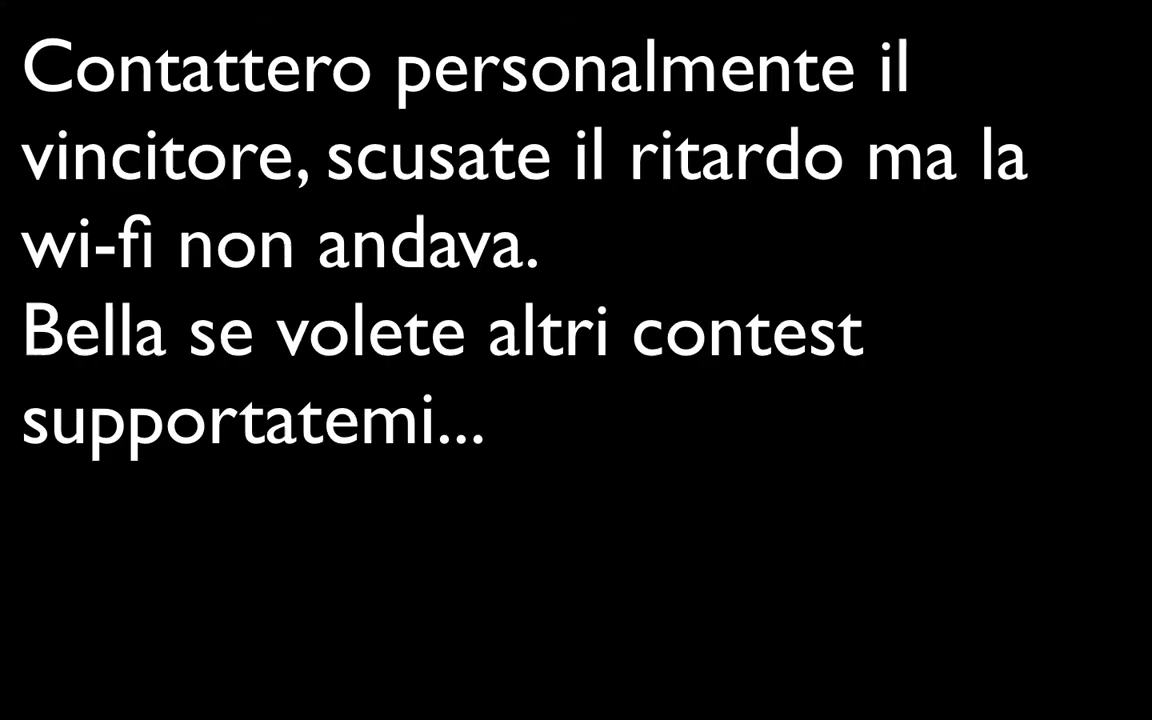 Contattero personalmente il
vincitore, scusate il ritardo ma la
wi-fi non andava.
Bella se volete altri contest
supportatemi...